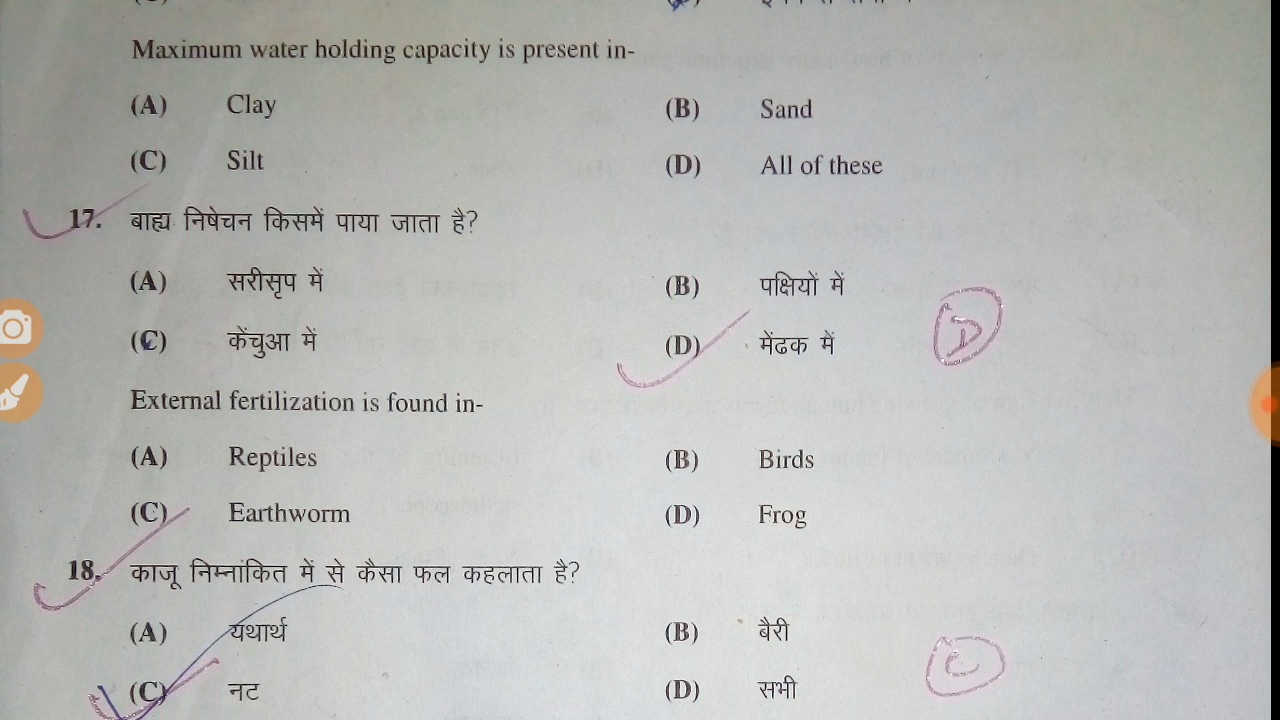 Maximum water holding capacity is present in-
(A) Clay (B) Sand
(C) Silt (D) All of these
17. बाह्य निषेचन किसमें पाया जाता है?
(A) सरीसृप में (B) पक्षियों में
(C) केंचुआ में (D) मेंढक में D
External fertilization is found in-
(A) Reptiles (B) Birds
(C) Earthworm (D) Frog
18. काजू निम्नांकित में से कैसा फल कहलाता है?
(A) यथार्थ (B) बैरी
(C) नट (D) सभी C